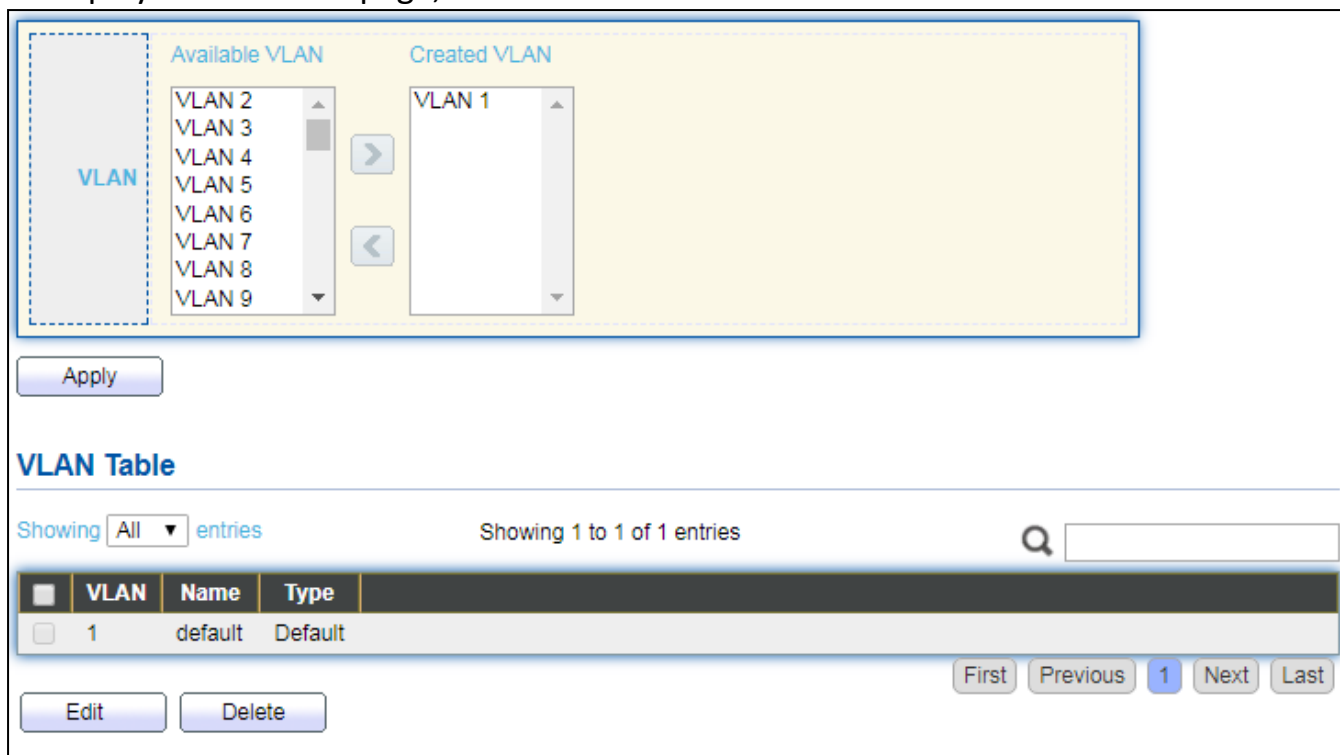 Available VLAN Created VLAN
VLAN 2 VLAN 1
VLAN 3
VLAN 4
VLAN VLAN 5
VLAN 6
VLAN 7
VLAN 8
VLAN 9
Apply
VLAN Table
Showing All entries Showing 1 to 1 of 1 entries
VLAN Name Type
1 default Default
First Previous 1 Next Last
Edit Delete